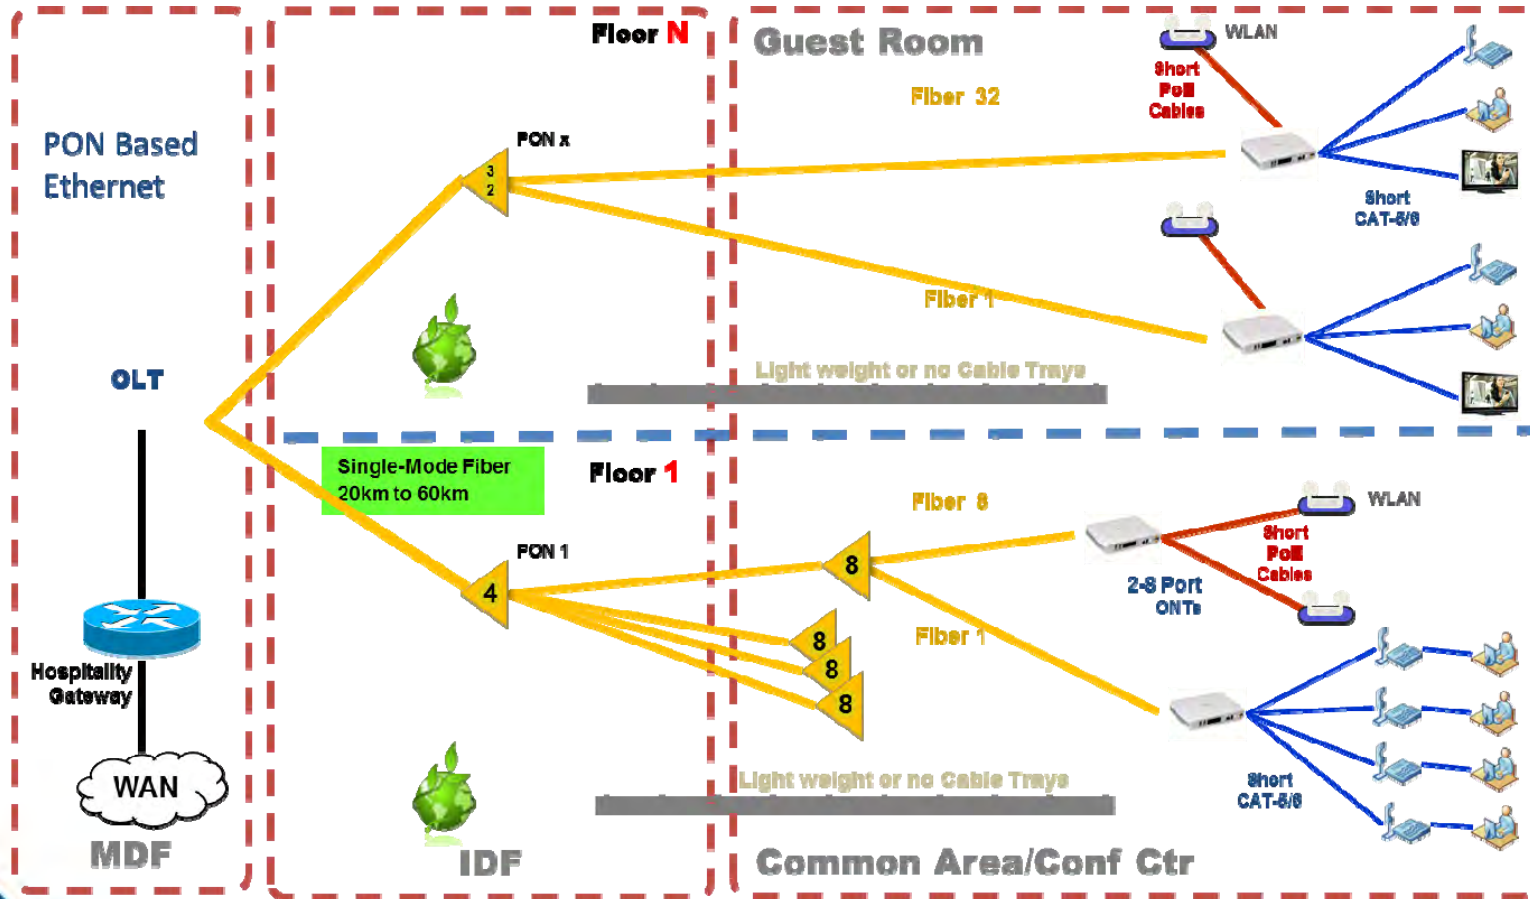 Floor N
Guest Room
WLAN
Short
PoE
Cables
Fiber 32
PON Based
Ethernet
PON x
3
2
Short
CAT-5/6
Fiber 1
OLT
Light weight or no Cable Trays
Single-Mode Fiber
20km to 60km
Floor 1
Fiber 8
WLAN
Short
PoE
Cables
PON 1
8
4
2-8 Port
ONTs
Fiber 1
8
8
8
Hospitality
Gateway
WAN
Light weight or no Cable Trays
Short
CAT-5/6
MDF
IDF
Common Area/Conf Ctr